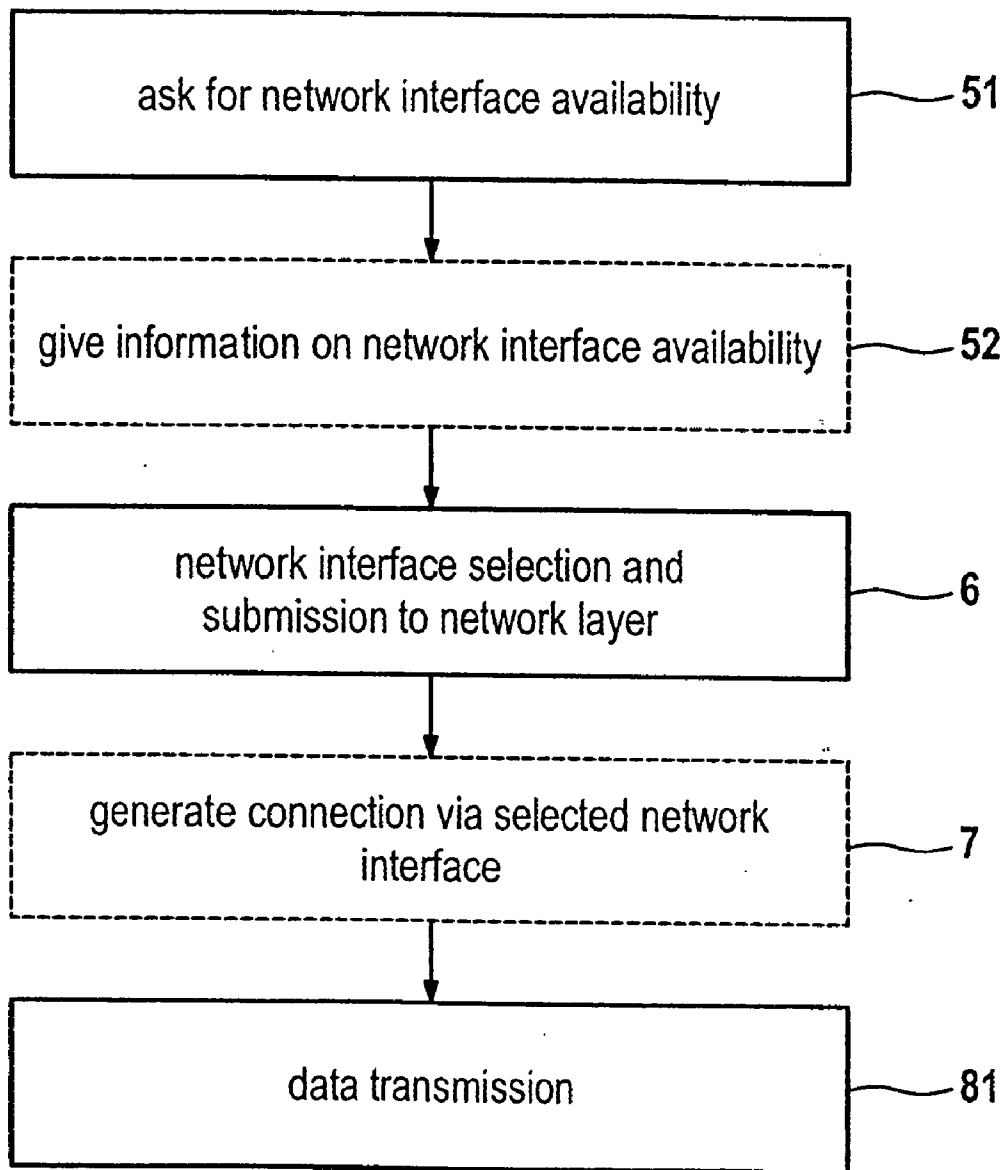 ask for network interface availability
51
give information on network interface availability
52
network interface selection and
submission to network layer
6
generate connection via selected network
interface
7
data transmission
81